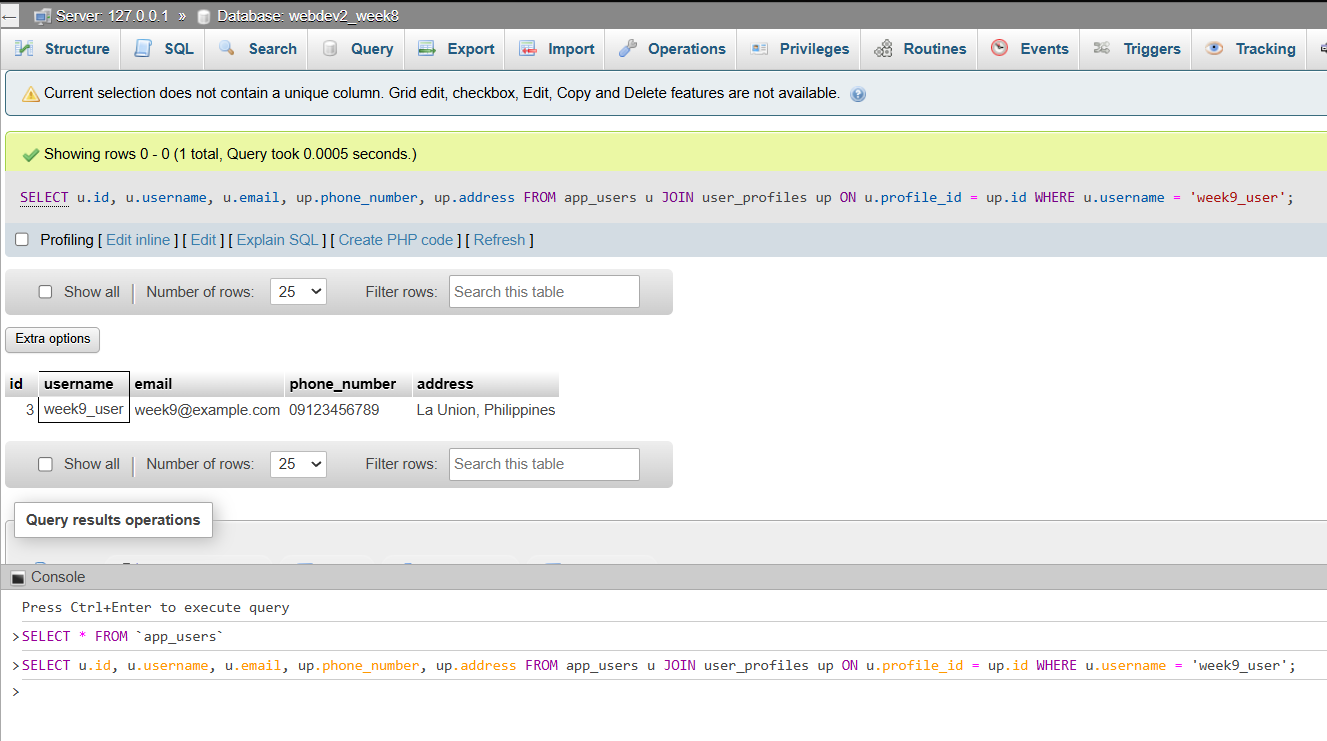 Server: 127.0.0.1 » Database: webdev2_week8
Structure SQL Search Query Export Import Operations Privileges Routines Events Triggers Tracking
Current selection does not contain a unique column. Grid edit, checkbox, Edit, Copy and Delete features are not available.
Showing rows 0 - 0 (1 total, Query took 0.0005 seconds.)
SELECT u.id, u.username, u.email, up.phone_number, up.address FROM app_users u JOIN user_profiles up ON u.profile_id = up.id WHERE u.username = 'week9_user';
Profiling [ Edit inline ] [ Edit ] [ Explain SQL ] [ Create PHP code ] [ Refresh ]
Show all | Number of rows: 25 Filter rows: Search this table
Extra options
id username email phone_number address
3 week9_user week9@example.com 09123456789 La Union, Philippines
Show all | Number of rows: 25 Filter rows: Search this table
Query results operations
Console
Press Ctrl+Enter to execute query
>SELECT * FROM `app_users`
>SELECT u.id, u.username, u.email, up.phone_number, up.address FROM app_users u JOIN user_profiles up ON u.profile_id = up.id WHERE u.username = 'week9_user';
>